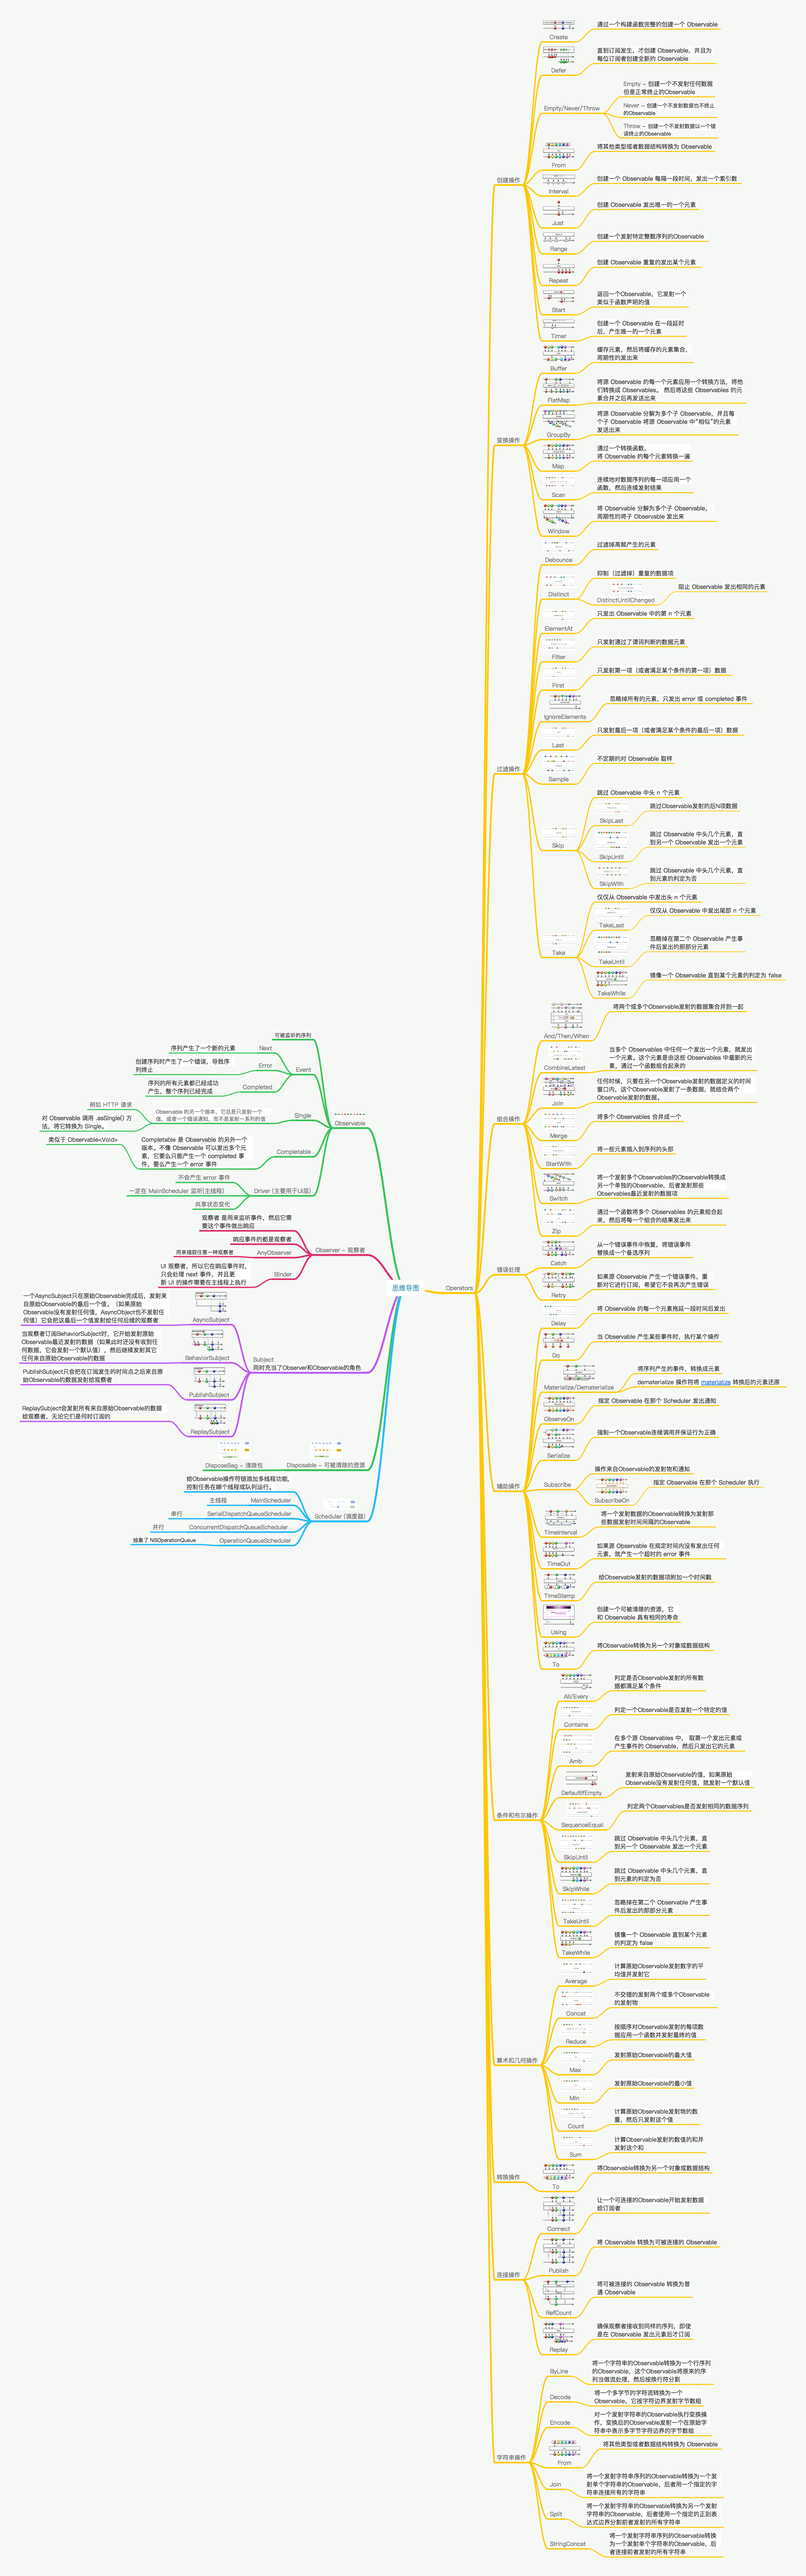 思维导图
Observable
可被监听的序列
Event
Next
序列产生了一个新的元素
Error
创建序列时产生了一个错误，导致序
列终止
Completed
序列的所有元素都已经成功
产生，整个序列已经完成
Single
Observable 的另一个版本。它总是只发射一个
值，或者一个错误通知，而不是发射一系列的值
例如 HTTP 请求
对 Observable 调用 .asSingle() 方
法，将它转换为 Single。
Completable
Completable 是 Observable 的另外一个
版本。不像 Observable 可以发出多个元
素，它要么只能产生一个 completed 事
件，要么产生一个 error 事件
类似于 Observable<Void>
Driver (主要用于UI层)
不会产生 error 事件
一定在 MainScheduler 监听(主线程)
共享状态变化
Observer - 观察者
观察者 是用来监听事件，然后它需
要这个事件做出响应
响应事件的都是观察者
AnyObserver
用来描叙任意一种观察者
Binder
UI 观察者，所以它在响应事件时，
只会处理 next 事件，并且更
新 UI 的操作需要在主线程上执行
Subject
同时充当了Observer和Observable的角色
AsyncSubject
一个AsyncSubject只在原始Observable完成后，发射来
自原始Observable的最后一个值。（如果原始
Observable没有发射任何值，AsyncObject也不发射任
何值）它会把这最后一个值发射给任何后续的观察者
BehaviorSubject
当观察者订阅BehaviorSubject时，它开始发射原始
Observable最近发射的数据（如果此时还没有收到任
何数据，它会发射一个默认值），然后继续发射其它
任何来自原始Observable的数据
PublishSubject
PublishSubject只会把在订阅发生的时间点之后来自原
始Observable的数据发射给观察者
ReplaySubject
ReplaySubject会发射所有来自原始Observable的数据
给观察者，无论它们是何时订阅的
Disposable - 可被清除的资源
DisposeBag - 清除包
Scheduler (调度器)
给Observable操作符链添加多线程功能,
控制任务在哪个线程或队列运行。
MainScheduler
主线程
SerialDispatchQueueScheduler
串行
ConcurrentDispatchQueueScheduler
并行
OperationQueueScheduler
抽象了 NSOperationQueue
Operators
创建操作
Create
通过一个构建函数完整的创建一个 Observable
Defer
直到订阅发生，才创建 Observable，并且为
每位订阅者创建全新的 Observable
Empty/Never/Throw
Empty - 创建一个不发射任何数据
但是正常终止的Observable
Never - 创建一个不发射数据也不终止
的Observable
Throw - 创建一个不发射数据以一个错
误终止的Observable
From
将其他类型或者数据结构转换为 Observable
Interval
创建一个 Observable 每隔一段时间，发出一个索引数
Just
创建 Observable 发出唯一的一个元素
Range
创建一个发射特定整数序列的Observable
Repeat
创建 Observable 重复的发出某个元素
Start
返回一个Observable，它发射一个
类似于函数声明的值
Timer
创建一个 Observable 在一段延时
后，产生唯一的一个元素
变换操作
Buffer
缓存元素，然后将缓存的元素集合，
周期性的发出来
FlatMap
将源 Observable 的每一个元素应用一个转换方法，将他
们转换成 Observables。 然后将这些 Observables 的元
素合并之后再发送出来
GroupBy
将源 Observable 分解为多个子 Observable，并且每
个子 Observable 将源 Observable 中“相似”的元素
发送出来
Map
通过一个转换函数，
将 Observable 的每个元素转换一遍
Scan
连续地对数据序列的每一项应用一个
函数，然后连续发射结果
Window
将 Observable 分解为多个子 Observable，
周期性的将子 Observable 发出来
过滤操作
Debounce
过滤掉高频产生的元素
Distinct
抑制（过滤掉）重复的数据项
DistinctUntilChanged
阻止 Observable 发出相同的元素
ElementAt
只发出 Observable 中的第 n 个元素
Filter
只发射通过了谓词判断的数据元素
First
只发射第一项（或者满足某个条件的第一项）数据
IgnoreElements
忽略掉所有的元素，只发出 error 或 completed 事件
Last
只发射最后一项（或者满足某个条件的最后一项）数据
Sample
不定期的对 Observable 取样
Skip
跳过 Observable 中头 n 个元素
SkipLast
跳过Observable发射的后N项数据
SkipUntil
跳过 Observable 中头几个元素，直
到另一个 Observable 发出一个元素
SkipWith
跳过 Observable 中头几个元素，直
到元素的判定为否
Take
仅仅从 Observable 中发出头 n 个元素
TakeLast
仅仅从 Observable 中发出尾部 n 个元素
TakeUntil
忽略掉在第二个 Observable 产生事
件后发出的那部分元素
TakeWhile
镜像一个 Observable 直到某个元素的判定为 false
组合操作
And/Then/When
将两个或多个Observable发射的数据集合并到一起
CombineLatest
当多个 Observables 中任何一个发出一个元素，就发出
一个元素。这个元素是由这些 Observables 中最新的元
素，通过一个函数组合起来的
Join
任何时候，只要在另一个Observable发射的数据定义的时间
窗口内，这个Observable发射了一条数据，就结合两个
Observable发射的数据。
Merge
将多个 Observables 合并成一个
StartWith
将一些元素插入到序列的头部
Switch
将一个发射多个Observables的Observable转换成
另一个单独的Observable，后者发射那些
Observables最近发射的数据项
Zip
通过一个函数将多个 Observables 的元素组合起
来，然后将每一个组合的结果发出来
错误处理
Catch
从一个错误事件中恢复，将错误事件
替换成一个备选序列
Retry
如果源 Observable 产生一个错误事件，重
新对它进行订阅，希望它不会再次产生错误
辅助操作
Delay
将 Observable 的每一个元素拖延一段时间后发出
Do
当 Observable 产生某些事件时，执行某个操作
Materialize/Dematerialize
将序列产生的事件，转换成元素
dematerialize 操作符将 materialize 转换后的元素还原
ObserveOn
指定 Observable 在那个 Scheduler 发出通知
Serialize
强制一个Observable连续调用并保证行为正确
Subscribe
操作来自Observable的发射物和通知
SubscribeOn
指定 Observable 在那个 Scheduler 执行
TimeInterval
将一个发射数据的Observable转换为发射那
些数据发射时间间隔的Observable
TimeOut
如果源 Observable 在规定时间内没有发出任何
元素，就产生一个超时的 error 事件
TimeStamp
给Observable发射的数据项附加一个时间戳
Using
创建一个可被清除的资源，它
和 Observable 具有相同的寿命
To
将Observable转换为另一个对象或数据结构
条件和布尔操作
All/Every
判定是否Observable发射的所有数
据都满足某个条件
Contains
判定一个Observable是否发射一个特定的值
Amb
在多个源 Observables 中， 取第一个发出元素或
产生事件的 Observable，然后只发出它的元素
DefaultIfEmpty
发射来自原始Observable的值，如果原始
Observable没有发射任何值，就发射一个默认值
SequenceEqual
判定两个Observables是否发射相同的数据序列
SkipUntil
跳过 Observable 中头几个元素，直
到另一个 Observable 发出一个元素
SkipWhile
跳过 Observable 中头几个元素，直
到元素的判定为否
TakeUntil
忽略掉在第二个 Observable 产生事
件后发出的那部分元素
TakeWhile
镜像一个 Observable 直到某个元素
的判定为 false
算术和几何操作
Average
计算原始Observable发射数字的平
均值并发射它
Concat
不交错的发射两个或多个Observable
的发射物
Reduce
按顺序对Observable发射的每项数
据应用一个函数并发射最终的值
Max
发射原始Observable的最大值
Min
发射原始Observable的最小值
Count
计算原始Observable发射物的数
量，然后只发射这个值
Sum
计算Observable发射的数值的和并
发射这个和
转换操作
To
将Observable转换为另一个对象或数据结构
连接操作
Connect
让一个可连接的Observable开始发射数据
给订阅者
Publish
将 Observable 转换为可被连接的 Observable
RefCount
将可被连接的 Observable 转换为普
通 Observable
Replay
确保观察者接收到同样的序列，即使
是在 Observable 发出元素后才订阅
字符串操作
ByLine
将一个字符串的Observable转换为一个行序列
的Observable，这个Observable将原来的序
列当做流处理，然后按换行符分割
Decode
将一个多字节的字符流转换为一个
Observable，它按字符边界发射字节数组
Encode
对一个发射字符串的Observable执行变换操
作，变换后的Observable发射一个在原始字
符串中表示多字节字符边界的字节数组
From
将其他类型或者数据结构转换为 Observable
Join
将一个发射字符串序列的Observable转换为一个发
射单个字符串的Observable，后者用一个指定的字
符串连接所有的字符串
Split
将一个发射字符串的Observable转换为另一个发射
字符串的Observable，后者使用一个指定的正则表
达式边界分割前者发射的所有字符串
StringConcat
将一个发射字符串序列的Observable转换
为一个发射单个字符串的Observable，后
者连接前者发射的所有字符串